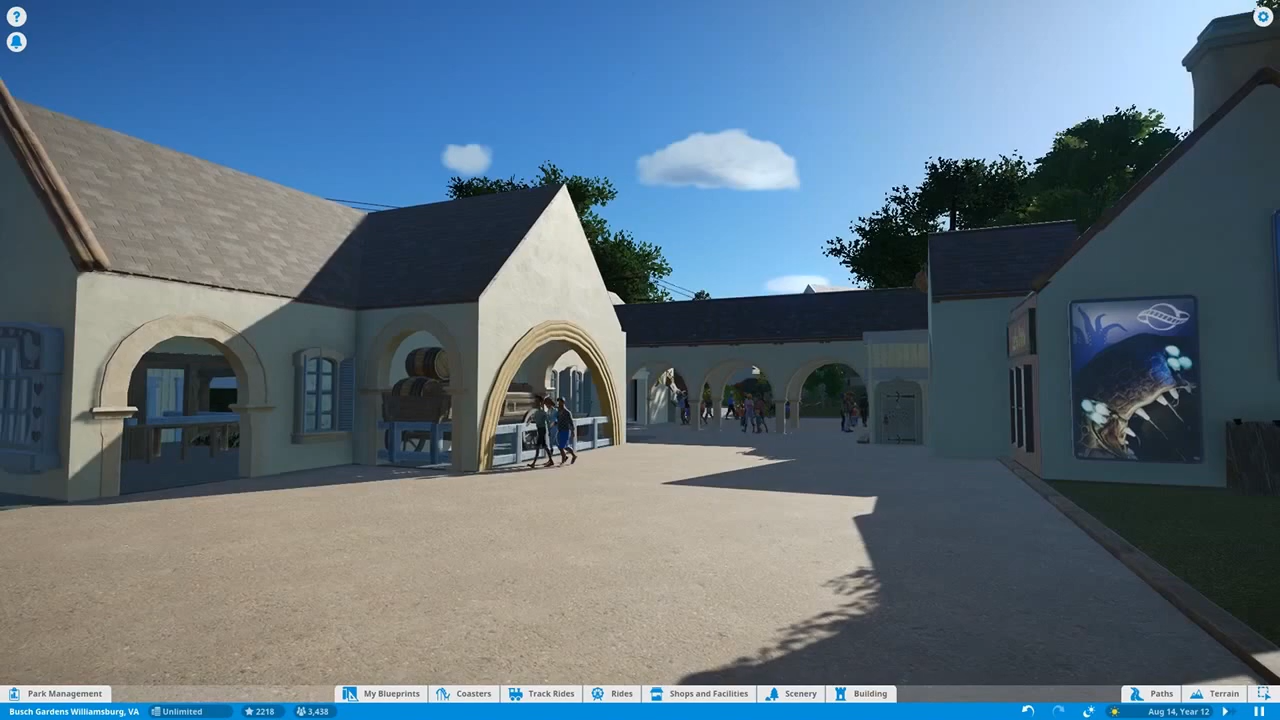 ?
Park Management
My Blueprints
Coasters
Track Rides
Rides
Shops and Facilities
Scenery
Building
Paths
Terrain
Busch Gardens Williamsburg, VA
Unlimited
2218
3,438
Aug 14, Year 12